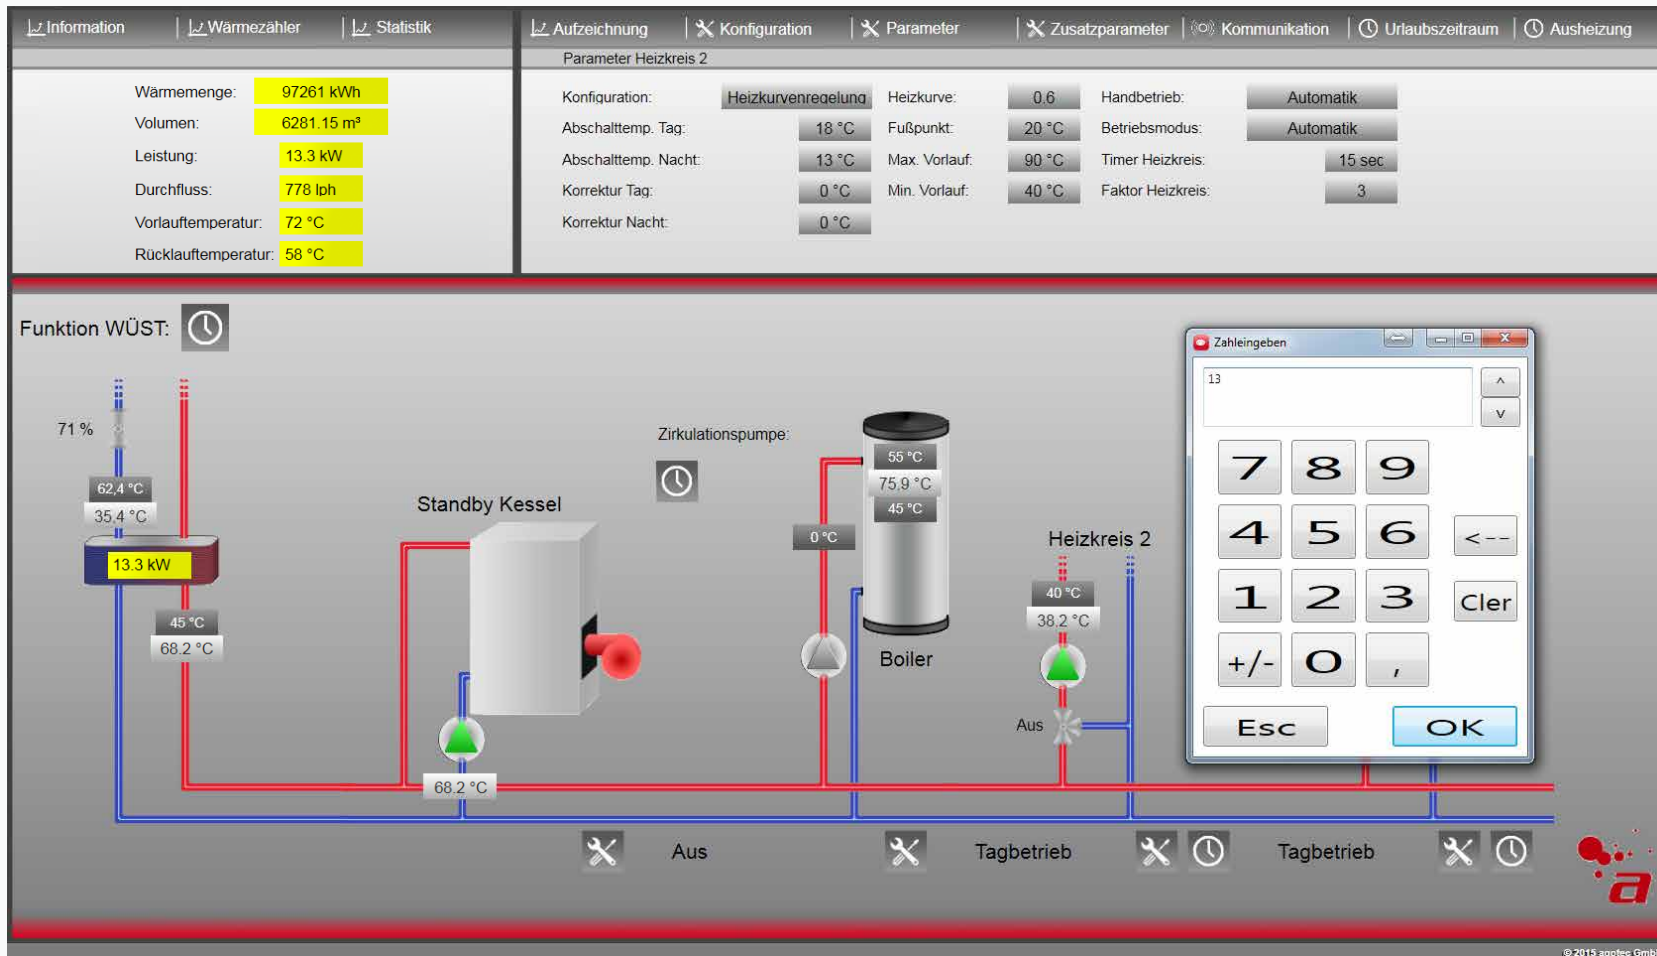 Information | Wärmezähler | Statistik
Aufzeichnung | Konfiguration | Parameter | Zusatzparameter | Kommunikation | Urlaubszeitraum | Ausheizung
Parameter Heizkreis 2
Wärmemenge: 97261 kWh
Volumen: 6281.15 m³
Leistung: 13.3 kW
Durchfluss: 778 lph
Vorlauftemperatur: 72 °C
Rücklauftemperatur: 58 °C
Konfiguration: Heizkurvenregelung Heizkurve: 0.6 Handbetrieb: Automatik
Abschalttemp. Tag: 18 °C Fußpunkt: 20 °C Betriebsmodus: Automatik
Abschalttemp. Nacht: 13 °C Max. Vorlauf: 90 °C Timer Heizkreis: 15 sec
Korrektur Tag: 0 °C Min. Vorlauf: 40 °C Faktor Heizkreis: 3
Korrektur Nacht: 0 °C
Funktion WÜST:
71 %
62,4 °C
35,4 °C
13.3 kW
45 °C
68.2 °C
Standby Kessel
68.2 °C
Zirkulationspumpe:
55 °C
75,9 °C
45 °C
0 °C
Boiler
Heizkreis 2
40 °C
38.2 °C
Aus
Zahleingeben
13
^
v
7 8 9
4 5 6 <--
1 2 3 Cler
+/- 0 ,
Esc OK
Aus Tagbetrieb Tagbetrieb
a
© 2015 agotec GmbH